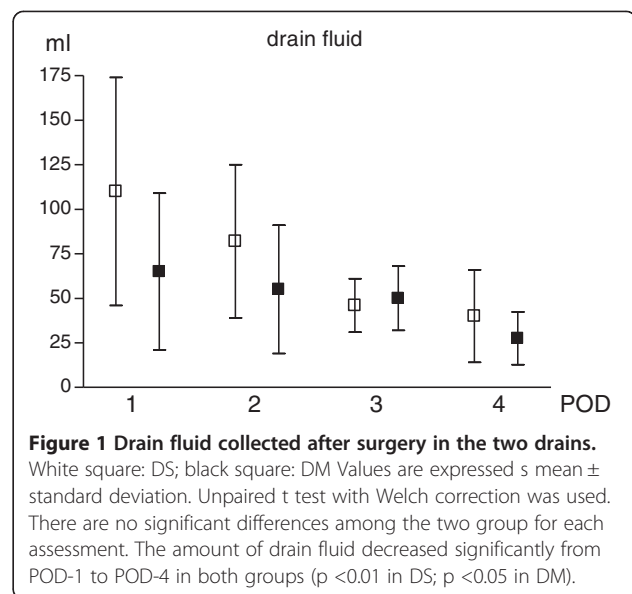 drain fluid
ml
175
150
125
100
75
50
25
0
1 2 3 4 POD
Figure 1 Drain fluid collected after surgery in the two drains.
White square: DS; black square: DM Values are expressed s mean ±
standard deviation. Unpaired t test with Welch correction was used.
There are no significant differences among the two group for each
assessment. The amount of drain fluid decreased significantly from
POD-1 to POD-4 in both groups (p <0.01 in DS; p <0.05 in DM).